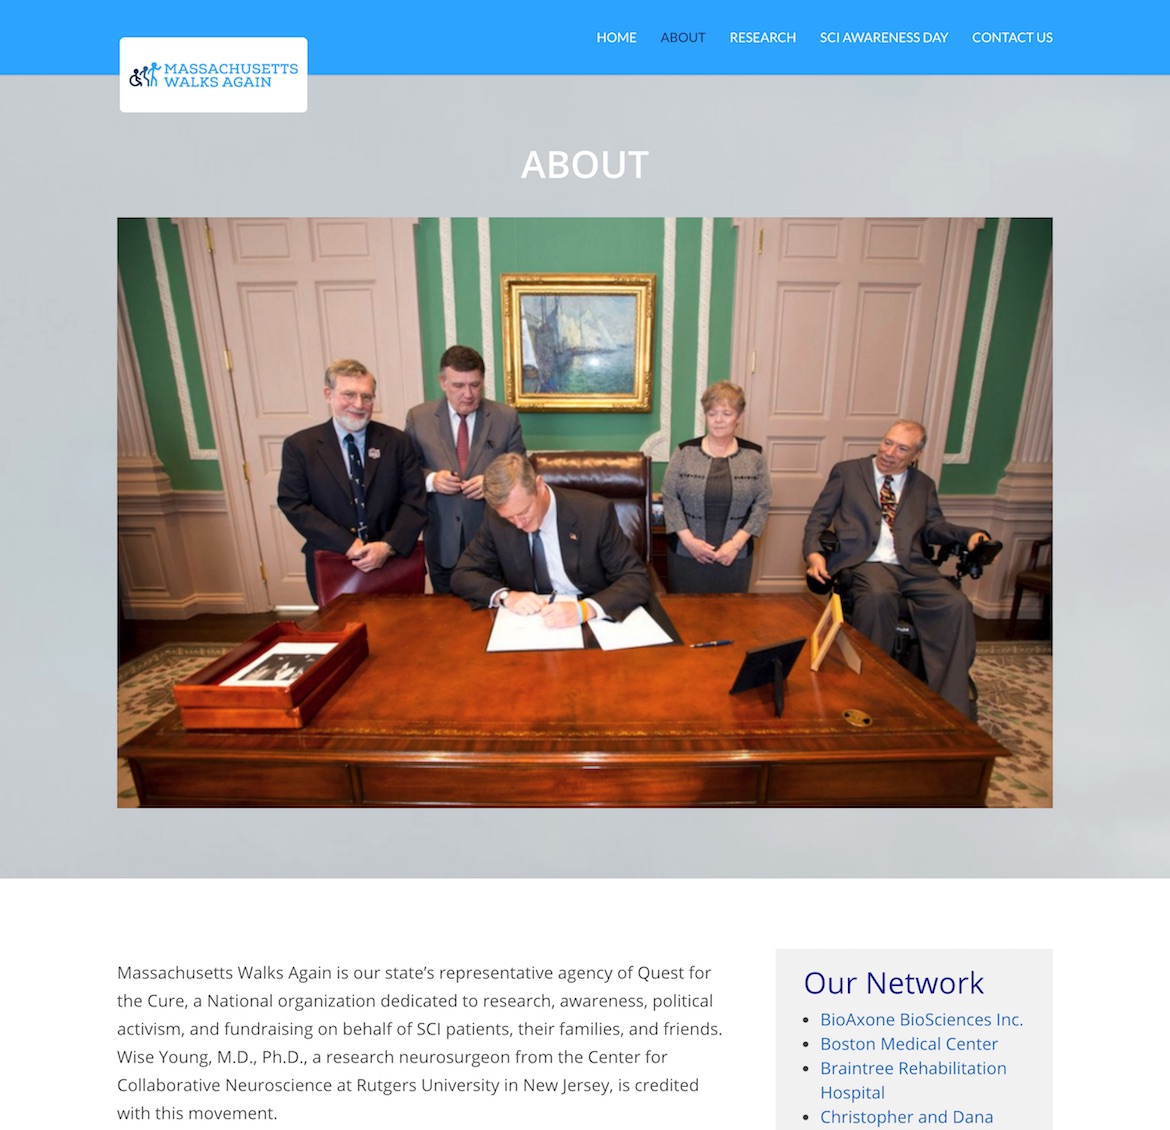 HOME ABOUT RESEARCH SCI AWARENESS DAY CONTACT US
MASSACHUSETTS
WALKS AGAIN
ABOUT
Massachusetts Walks Again is our state’s representative agency of Quest for
the Cure, a National organization dedicated to research, awareness, political
activism, and fundraising on behalf of SCI patients, their families, and friends.
Wise Young, M.D., Ph.D., a research neurosurgeon from the Center for
Collaborative Neuroscience at Rutgers University in New Jersey, is credited
with this movement.
Our Network
• BioAxone BioSciences Inc.
• Boston Medical Center
• Braintree Rehabilitation
Hospital
• Christopher and Dana